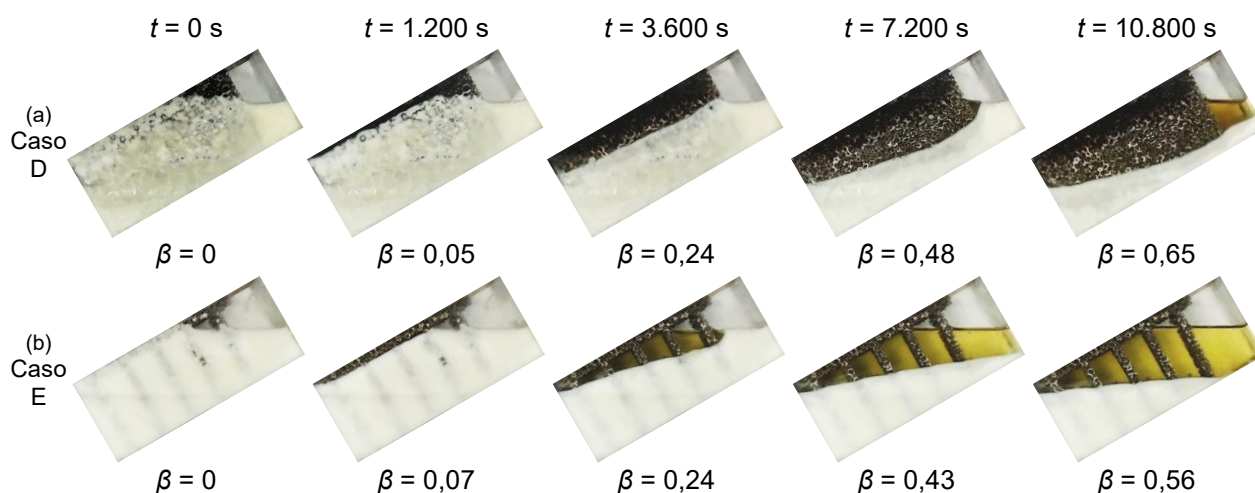 t = 0 s t = 1.200 s t = 3.600 s t = 7.200 s t = 10.800 s
(a)
Caso
D
β = 0 β = 0,05 β = 0,24 β = 0,48 β = 0,65
(b)
Caso
E
β = 0 β = 0,07 β = 0,24 β = 0,43 β = 0,56